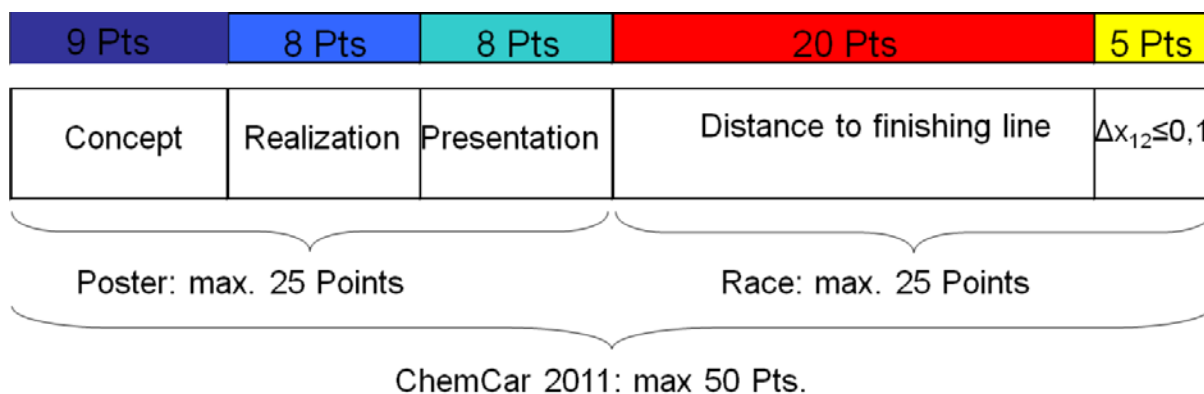 9 Pts 8 Pts 8 Pts 20 Pts 5 Pts
Concept Realization Presentation Distance to finishing line Δx₁₂≤0,1
Poster: max. 25 Points Race: max. 25 Points
ChemCar 2011: max 50 Pts.